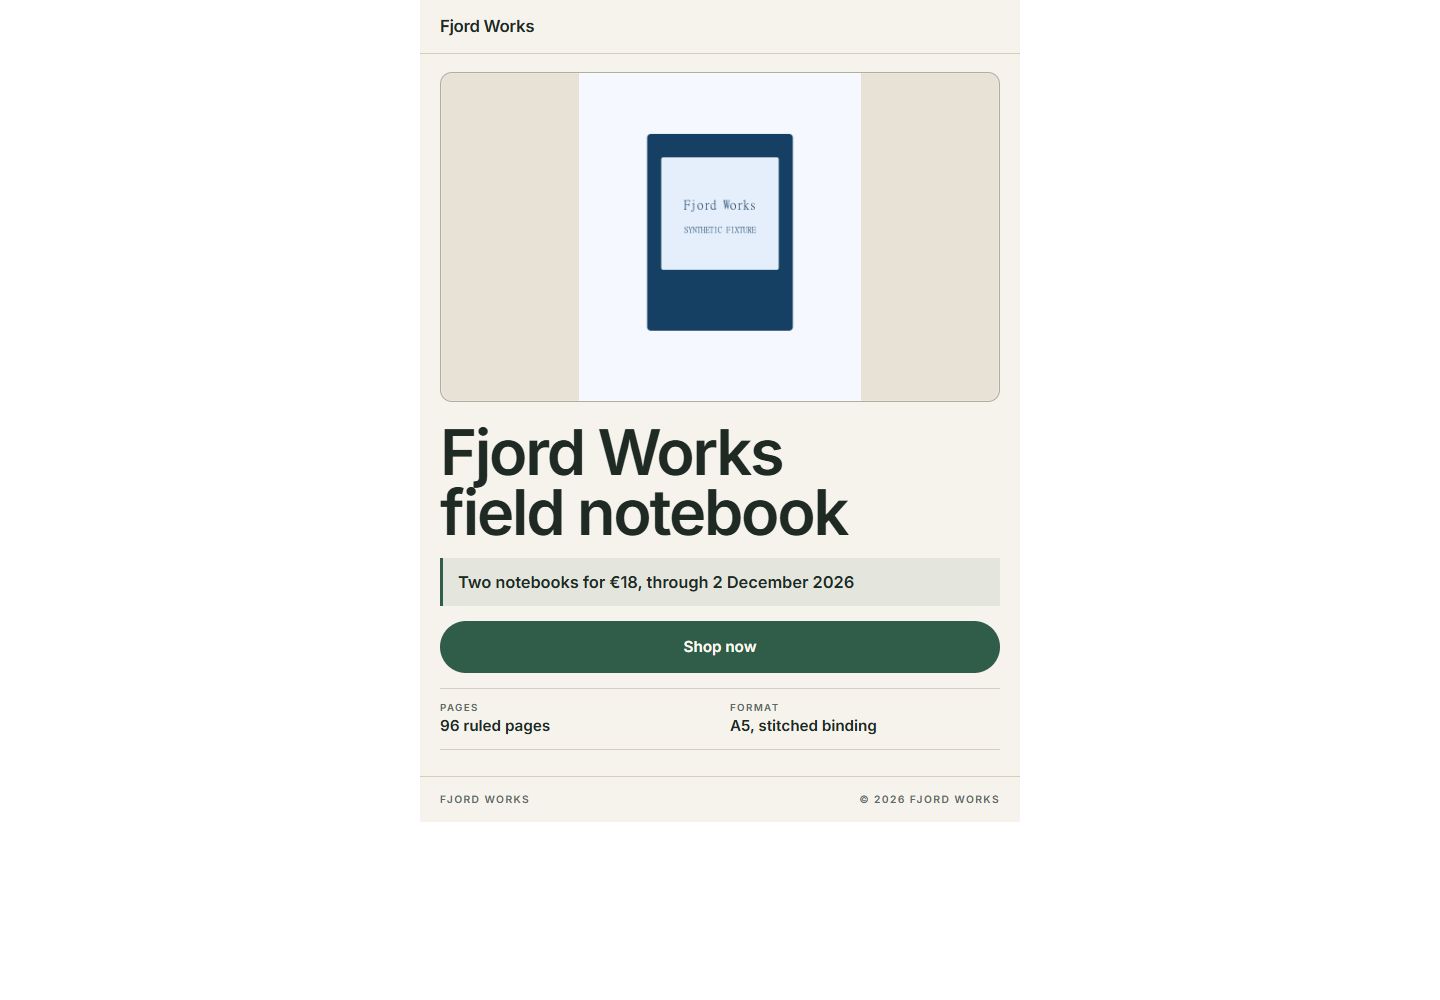 Fjord Works
Fjord Works
SYNTHETIC FIXTURE
Fjord Works
field notebook
Two notebooks for €18, through 2 December 2026
Shop now
PAGES
96 ruled pages
FORMAT
A5, stitched binding
FJORD WORKS
© 2026 FJORD WORKS